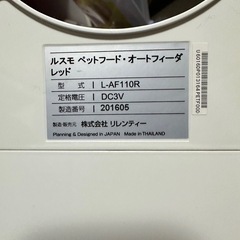 ルスモ ペットフード・オートフィーダ
レッド
型 式 L-AF110R
定格電圧 DC3V
製造番号 201605
製造・販売元 株式会社 リレンティー
Planning & Designed in JAPAN Made in THAILAND